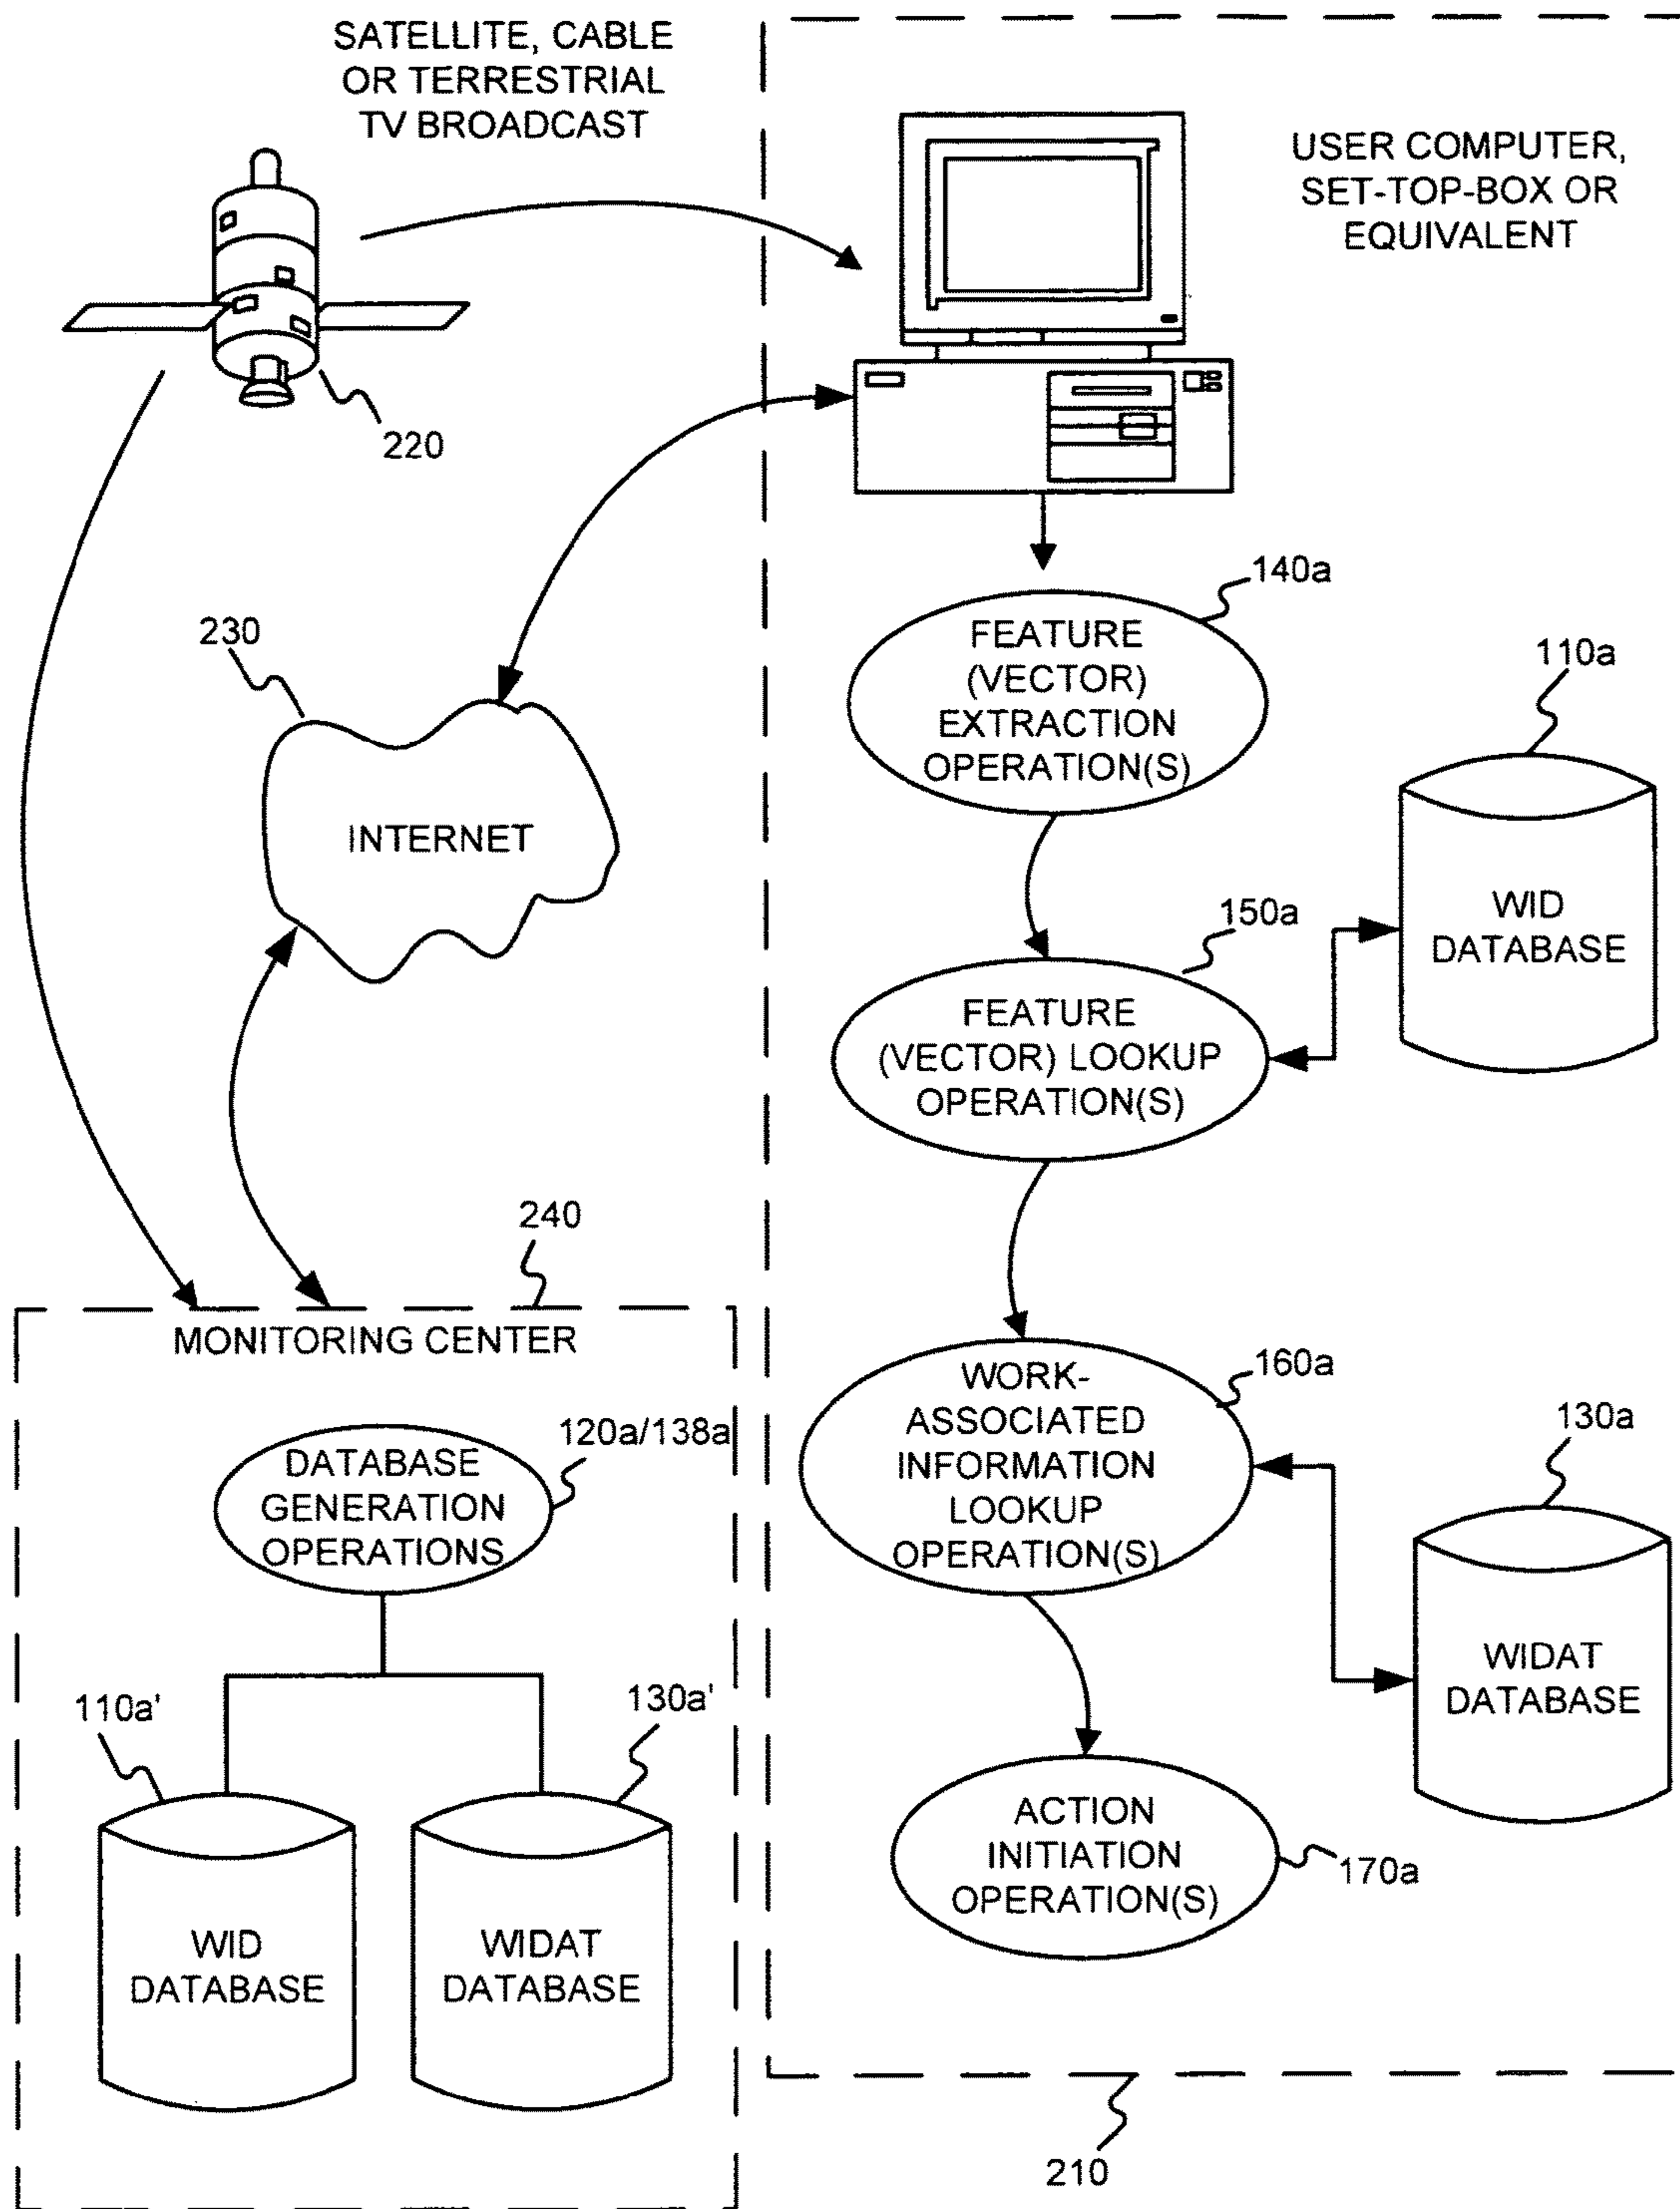 SATELLITE, CABLE
OR TERRESTRIAL
TV BROADCAST
USER COMPUTER,
SET-TOP-BOX OR
EQUIVALENT
220
140a
FEATURE
(VECTOR)
EXTRACTION
OPERATION(S)
230
INTERNET
110a
WID
DATABASE
150a
FEATURE
(VECTOR) LOOKUP
OPERATION(S)
240
MONITORING CENTER
160a
WORK-
ASSOCIATED
INFORMATION
LOOKUP
OPERATION(S)
120a/138a
DATABASE
GENERATION
OPERATIONS
130a
WIDAT
DATABASE
110a'
130a'
WID
DATABASE
WIDAT
DATABASE
ACTION
INITIATION
OPERATION(S)
170a
210